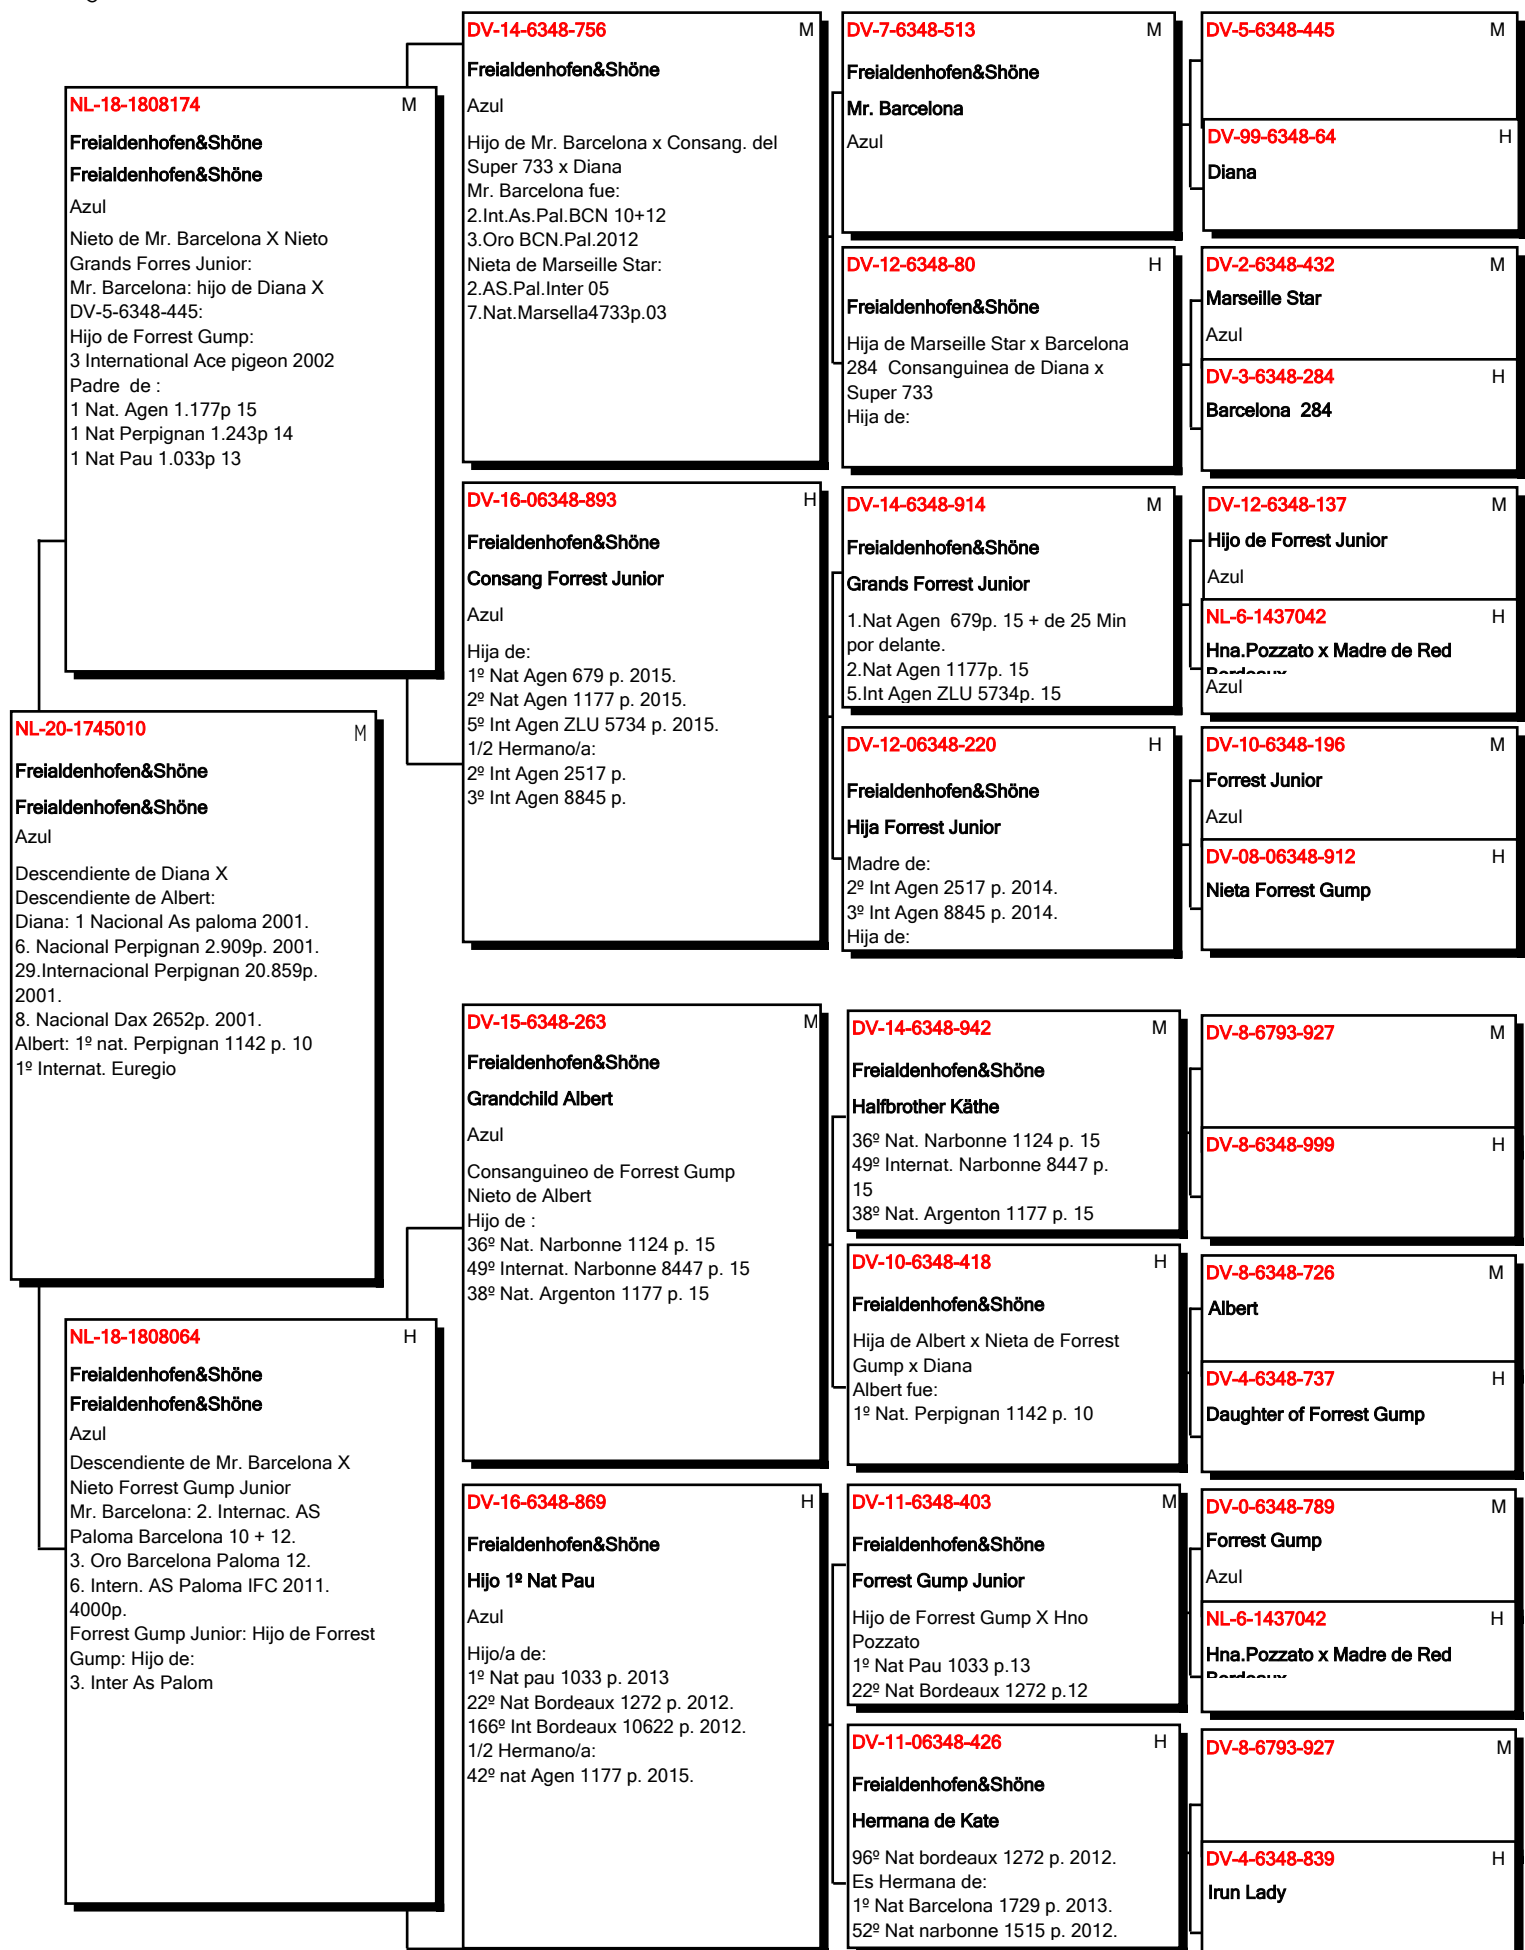 NL-20-1745010 M
Freialdenhofen&Shöne
Freialdenhofen&Shöne
Azul
Descendiente de Diana X
Descendiente de Albert:
Diana: 1 Nacional As paloma 2001.
6. Nacional Perpignan 2.909p. 2001.
29.Internacional Perpignan 20.859p.
2001.
8. Nacional Dax 2652p. 2001.
Albert: 1º nat. Perpignan 1142 p. 10
1º Internat. Euregio
NL-18-1808174 M
Freialdenhofen&Shöne
Freialdenhofen&Shöne
Azul
Nieto de Mr. Barcelona X Nieto
Grands Forres Junior:
Mr. Barcelona: hijo de Diana X
DV-5-6348-445:
Hijo de Forrest Gump:
3 International Ace pigeon 2002
Padre de :
1 Nat. Agen 1.177p 15
1 Nat Perpignan 1.243p 14
1 Nat Pau 1.033p 13
NL-18-1808064 H
Freialdenhofen&Shöne
Freialdenhofen&Shöne
Azul
Descendiente de Mr. Barcelona X
Nieto Forrest Gump Junior
Mr. Barcelona: 2. Internac. AS
Paloma Barcelona 10 + 12.
3. Oro Barcelona Paloma 12.
6. Intern. AS Paloma IFC 2011.
4000p.
Forrest Gump Junior: Hijo de Forrest
Gump: Hijo de:
3. Inter As Palom
DV-14-6348-756 M
Freialdenhofen&Shöne
Azul
Hijo de Mr. Barcelona x Consang. del
Super 733 x Diana
Mr. Barcelona fue:
2.Int.As.Pal.BCN 10+12
3.Oro BCN.Pal.2012
Nieta de Marseille Star:
2.AS.Pal.Inter 05
7.Nat.Marsella4733p.03
DV-16-06348-893 H
Freialdenhofen&Shöne
Consang Forrest Junior
Azul
Hija de:
1º Nat Agen 679 p. 2015.
2º Nat Agen 1177 p. 2015.
5º Int Agen ZLU 5734 p. 2015.
1/2 Hermano/a:
2º Int Agen 2517 p.
3º Int Agen 8845 p.
DV-15-6348-263 M
Freialdenhofen&Shöne
Grandchild Albert
Azul
Consanguineo de Forrest Gump
Nieto de Albert
Hijo de :
36º Nat. Narbonne 1124 p. 15
49º Internat. Narbonne 8447 p. 15
38º Nat. Argenton 1177 p. 15
DV-16-6348-869 H
Freialdenhofen&Shöne
Hijo 1º Nat Pau
Azul
Hijo/a de:
1º Nat pau 1033 p. 2013
22º Nat Bordeaux 1272 p. 2012.
166º Int Bordeaux 10622 p. 2012.
1/2 Hermano/a:
42º nat Agen 1177 p. 2015.
DV-7-6348-513 M
Freialdenhofen&Shöne
Mr. Barcelona
Azul
DV-12-6348-80 H
Freialdenhofen&Shöne
Hija de Marseille Star x Barcelona
284 Consanguinea de Diana x
Super 733
Hija de:
DV-14-6348-914 M
Freialdenhofen&Shöne
Grands Forrest Junior
1.Nat Agen 679p. 15 + de 25 Min
por delante.
2.Nat Agen 1177p. 15
5.Int Agen ZLU 5734p. 15
DV-12-06348-220 H
Freialdenhofen&Shöne
Hija Forrest Junior
Madre de:
2º Int Agen 2517 p. 2014.
3º Int Agen 8845 p. 2014.
Hija de:
DV-14-6348-942 M
Freialdenhofen&Shöne
Halfbrother Käthe
36º Nat. Narbonne 1124 p. 15
49º Internat. Narbonne 8447 p.
15
38º Nat. Argenton 1177 p. 15
DV-10-6348-418 H
Freialdenhofen&Shöne
Hija de Albert x Nieta de Forrest
Gump x Diana
Albert fue:
1º Nat. Perpignan 1142 p. 10
DV-11-6348-403 M
Freialdenhofen&Shöne
Forrest Gump Junior
Hijo de Forrest Gump X Hno
Pozzato
1º Nat Pau 1033 p.13
22º Nat Bordeaux 1272 p.12
DV-11-06348-426 H
Freialdenhofen&Shöne
Hermana de Kate
96º Nat bordeaux 1272 p. 2012.
Es Hermana de:
1º Nat Barcelona 1729 p. 2013.
52º Nat narbonne 1515 p. 2012.
DV-5-6348-445 M
DV-99-6348-64 H
Diana
DV-2-6348-432 M
Marseille Star
Azul
DV-3-6348-284 H
Barcelona 284
DV-12-6348-137 M
Hijo de Forrest Junior
Azul
NL-6-1437042 H
Hna.Pozzato x Madre de Red
Bordeaux
Azul
DV-10-6348-196 M
Forrest Junior
Azul
DV-08-06348-912 H
Nieta Forrest Gump
DV-8-6793-927 M
DV-8-6348-999 H
DV-8-6348-726 M
Albert
DV-4-6348-737 H
Daughter of Forrest Gump
DV-0-6348-789 M
Forrest Gump
Azul
NL-6-1437042 H
Hna.Pozzato x Madre de Red
Bordeaux
DV-8-6793-927 M
DV-4-6348-839 H
Irun Lady